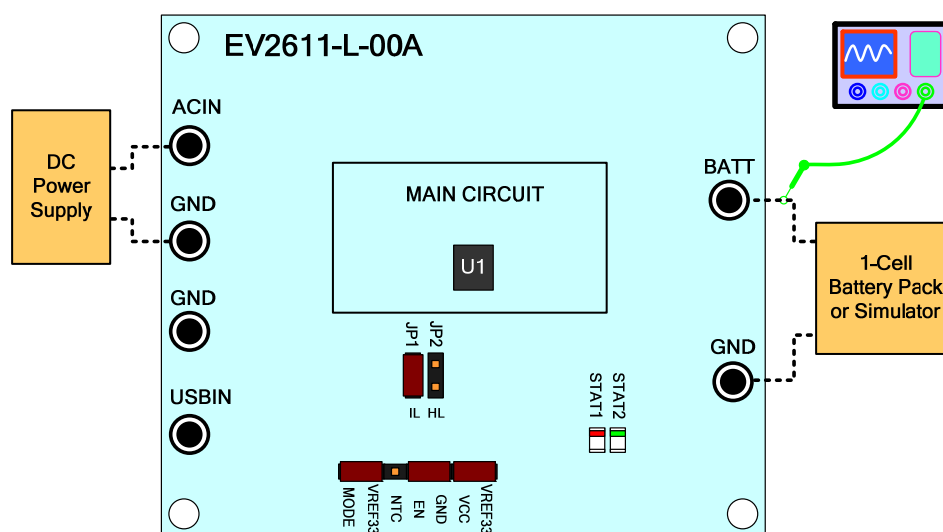 EV2611-L-00A
ACIN
DC
Power
Supply
GND
BATT
MAIN CIRCUIT
U1
1-Cell
Battery Pack
or Simulator
GND
JP1
JP2
GND
STAT1
STAT2
USBIN
IL
HL
MODE
VREF33
NTC
EN
GND
VCC
VREF33